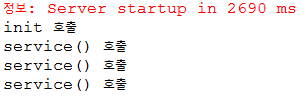 정보: Server startup in 2690 ms
init 호출
service() 호출
service() 호출
service() 호출